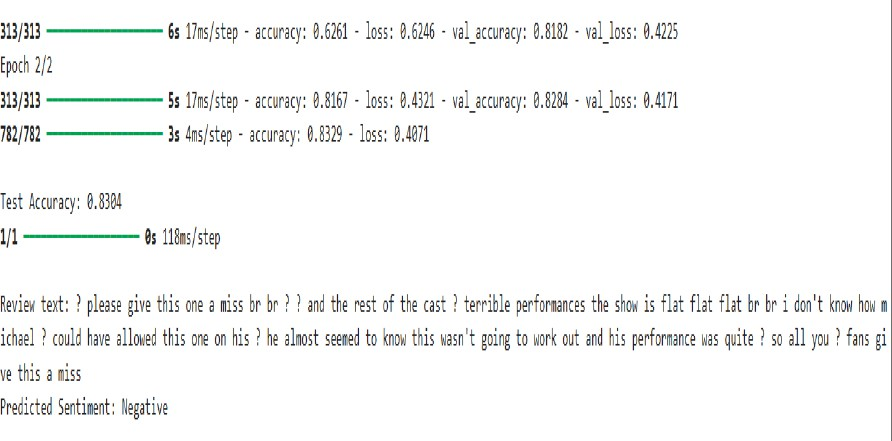 313/313 ━━━━━━━━━━━━━━━━━━━━ 6s 17ms/step - accuracy: 0.6261 - loss: 0.6246 - val_accuracy: 0.8182 - val_loss: 0.4225
Epoch 2/2
313/313 ━━━━━━━━━━━━━━━━━━━━ 5s 17ms/step - accuracy: 0.8167 - loss: 0.4321 - val_accuracy: 0.8284 - val_loss: 0.4171
782/782 ━━━━━━━━━━━━━━━━━━━━ 3s 4ms/step - accuracy: 0.8329 - loss: 0.4071
Test Accuracy: 0.8304
1/1 ━━━━━━━━━━━━━━━━━━━━ 0s 118ms/step
Review text: ? please give this one a miss br br ? ? and the rest of the cast ? terrible performances the show is flat flat flat br br i don't know how m
ichael ? could have allowed this one on his ? he almost seemed to know this wasn't going to work out and his performance was quite ? so all you ? fans gi
ve this a miss
Predicted Sentiment: Negative